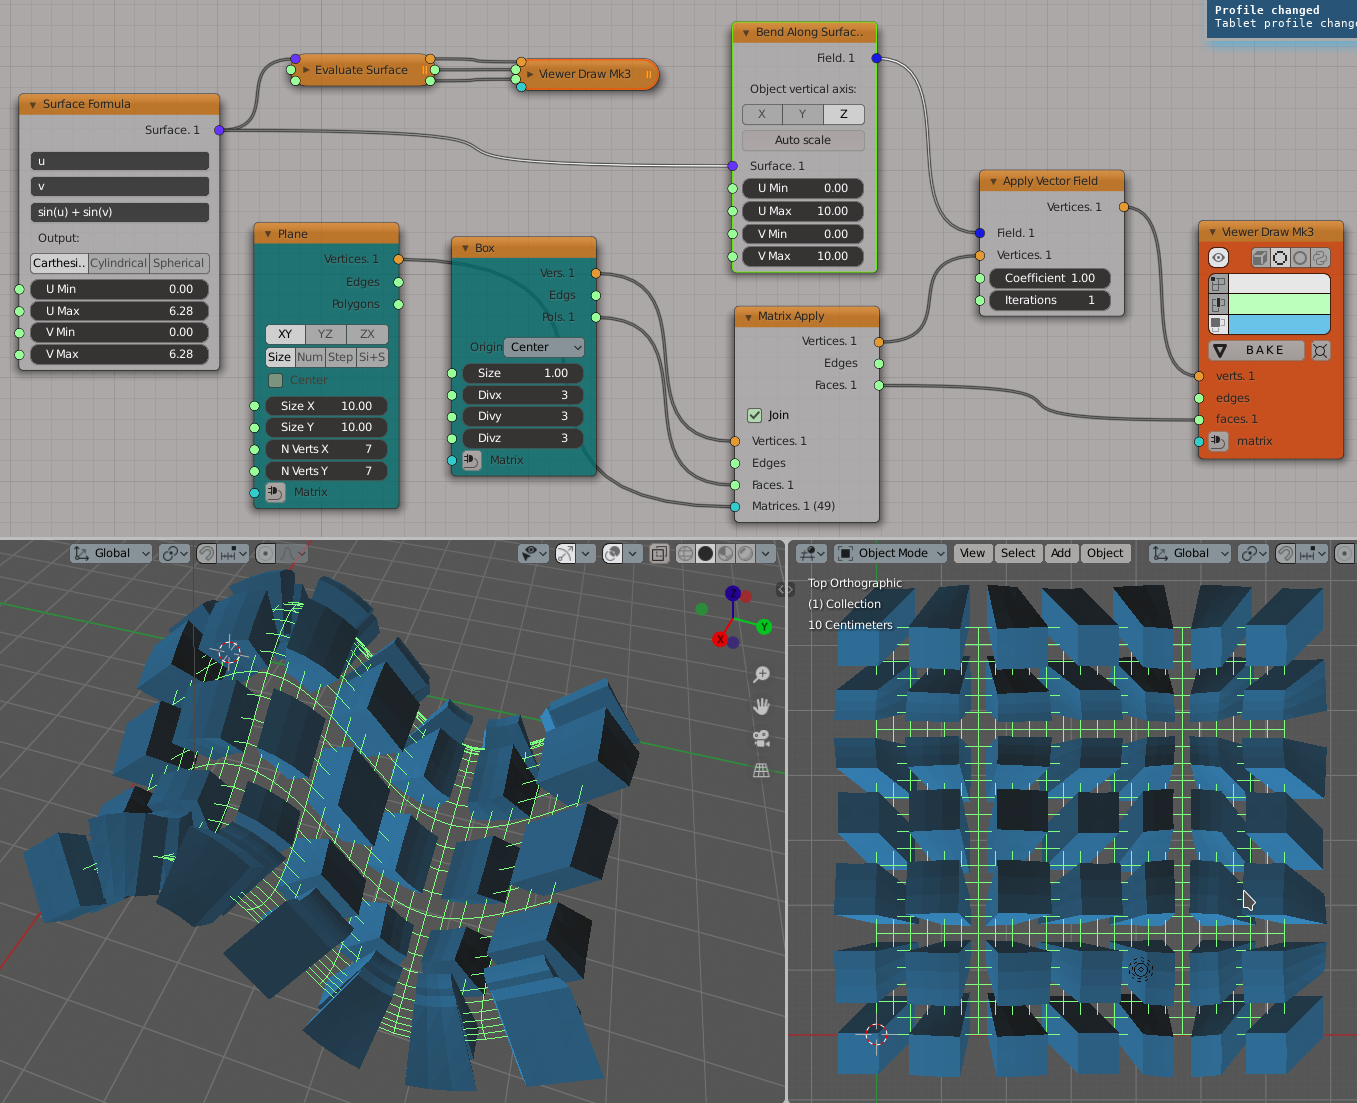 Profile changed
Tablet profile chang
Surface Formula
Surface. 1
u
v
sin(u) + sin(v)
Output:
Carthesi.. Cylindrical Spherical
U Min 0.00
U Max 6.28
V Min 0.00
V Max 6.28
Evaluate Surface
Viewer Draw Mk3
Plane
Vertices. 1
Edges
Polygons
XY YZ ZX
Size Num Step Si+S
Center
Size X 10.00
Size Y 10.00
N Verts X 7
N Verts Y 7
Matrix
Box
Vers. 1
Edgs
Pols. 1
Origin Center
Size 1.00
Divx 3
Divy 3
Divz 3
Matrix
Bend Along Surfac..
Field. 1
Object vertical axis:
X Y Z
Auto scale
Surface. 1
U Min 0.00
U Max 10.00
V Min 0.00
V Max 10.00
Matrix Apply
Vertices. 1
Edges
Faces. 1
Join
Vertices. 1
Edges
Faces. 1
Matrices. 1 (49)
Apply Vector Field
Vertices. 1
Field. 1
Vertices. 1
Coefficient 1.00
Iterations 1
Viewer Draw Mk3
BAKE
verts. 1
edges
faces. 1
matrix
Global
Z
Y
X
Object Mode View Select Add Object Global
Top Orthographic
(1) Collection
10 Centimeters